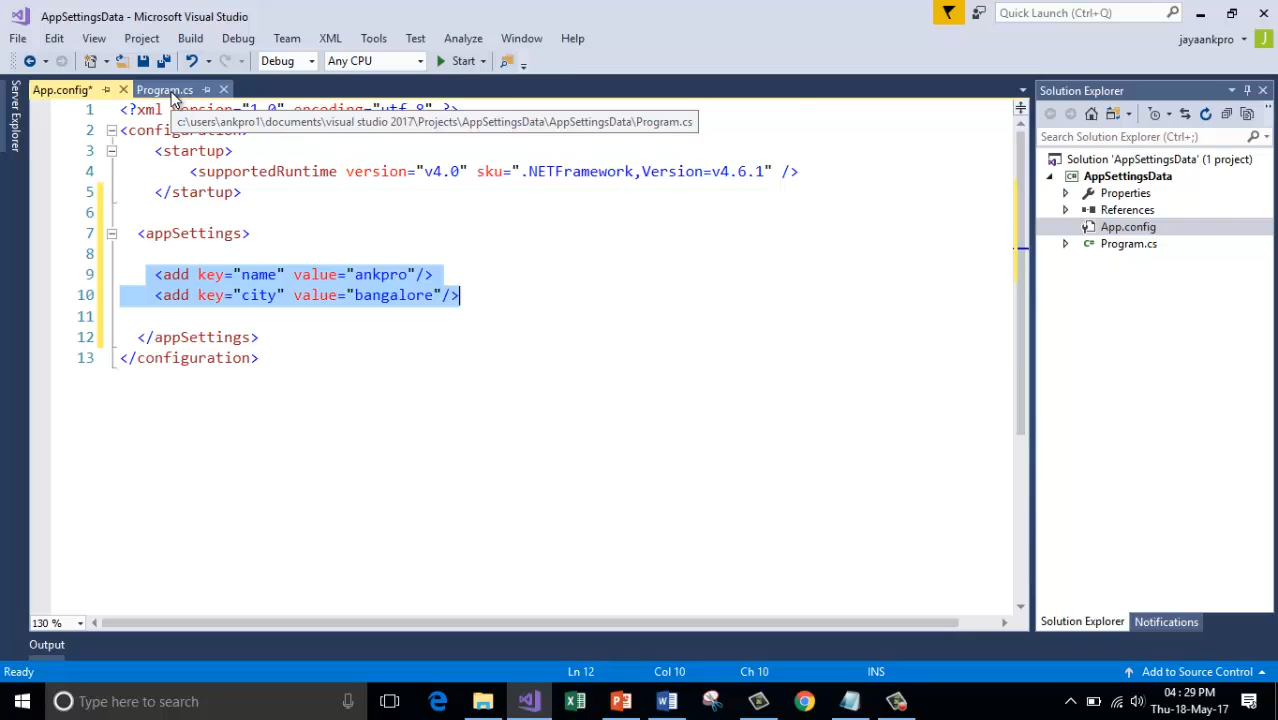 AppSettingsData - Microsoft Visual Studio
Quick Launch (Ctrl+Q)
File Edit View Project Build Debug Team XML Tools Test Analyze Window Help
jayaankpro J
Debug Any CPU Start
Server Explorer
App.config* Program.cs
c:\users\ankpro1\documents\visual studio 2017\Projects\AppSettingsData\AppSettingsData\Program.cs
1 <?xml version="1.0" encoding="utf-8" ?>
2 <configuration>
3 <startup>
4 <supportedRuntime version="v4.0" sku=".NETFramework,Version=v4.6.1" />
5 </startup>
6
7 <appSettings>
8
9 <add key="name" value="ankpro"/>
10 <add key="city" value="bangalore"/>
11
12 </appSettings>
13 </configuration>
130 %
Solution Explorer
Search Solution Explorer (Ctrl+;)
Solution 'AppSettingsData' (1 project)
AppSettingsData
Properties
References
App.config
Program.cs
Solution Explorer Notifications
Output
Ready Ln 12 Col 10 Ch 10 INS Add to Source Control
Type here to search
04 : 29 PM
Thu-18-May-17